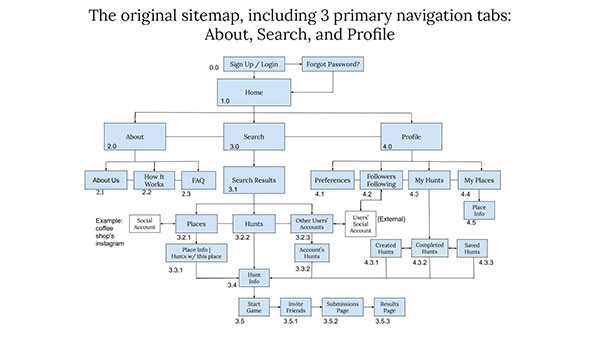 The original sitemap, including 3 primary navigation tabs:
About, Search, and Profile
0.0
Sign Up / Login
Forgot Password?
Home
1.0
About
2.0
Search
3.0
Profile
4.0
About Us
2.1
How It
Works
2.2
FAQ
2.3
Search Results
3.1
Preferences
4.1
Followers
Following
4.2
My Hunts
4.3
My Places
4.4
Place
Info
4.5
Example:
coffee
shop's
instagram
Social
Account
Places
3.2.1
Hunts
3.2.2
Other Users'
Accounts
3.2.3
Users'
Social
Account
(External)
Place Info |
Hunts w/ this place
3.3.1
Account's
Hunts
3.3.2
Created
Hunts
4.3.1
Completed
Hunts
4.3.2
Saved
Hunts
4.3.3
3.4
Hunt
Info
Start
Game
3.5
Invite
Friends
3.5.1
Submissions
Page
3.5.2
Results
Page
3.5.3